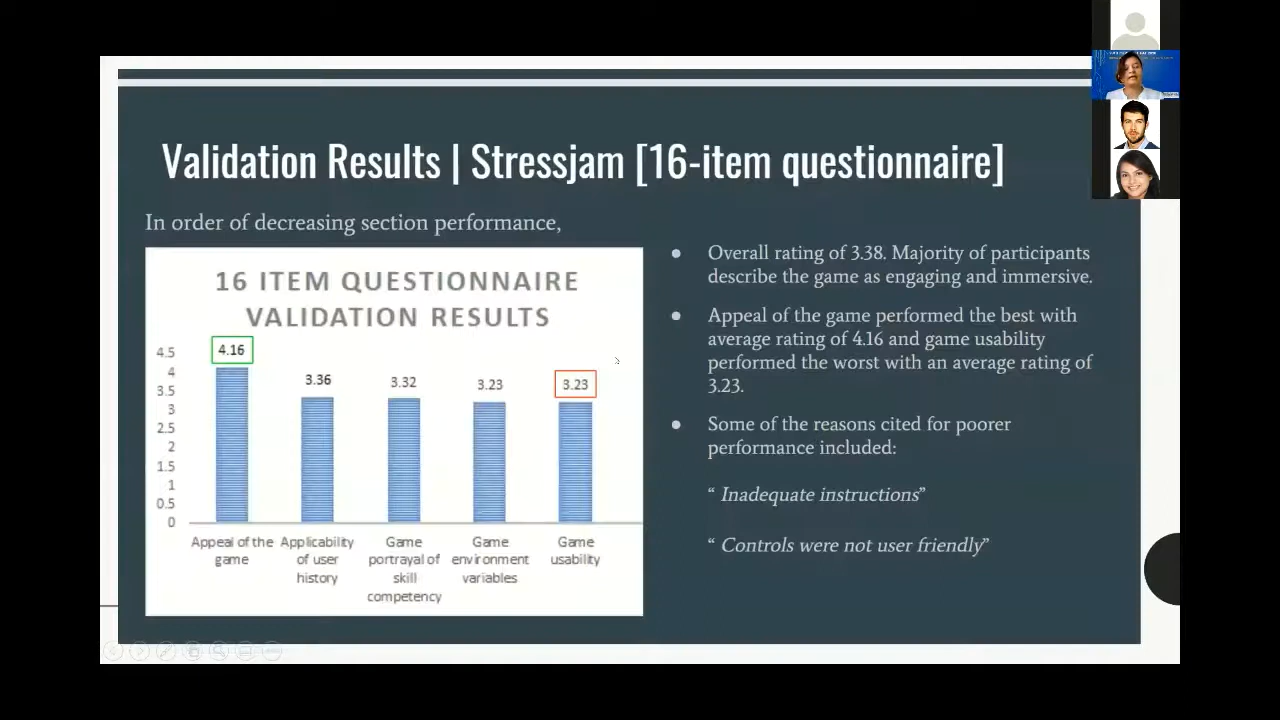 Validation Results | Stressjam [16-item questionnaire]
In order of decreasing section performance,
16 ITEM QUESTIONNAIRE
VALIDATION RESULTS
4.5
4
3.5
3
2.5
2
1.5
1
0.5
0
4.16
3.36
3.32
3.23
3.23
Appeal of the
game
Applicability
of user
history
Game
portrayal of
skill
competency
Game
environment
variables
Game
usability
● Overall rating of 3.38. Majority of participants
describe the game as engaging and immersive.
● Appeal of the game performed the best with
average rating of 4.16 and game usability
performed the worst with an average rating of
3.23.
● Some of the reasons cited for poorer
performance included:
“ Inadequate instructions”
“ Controls were not user friendly”